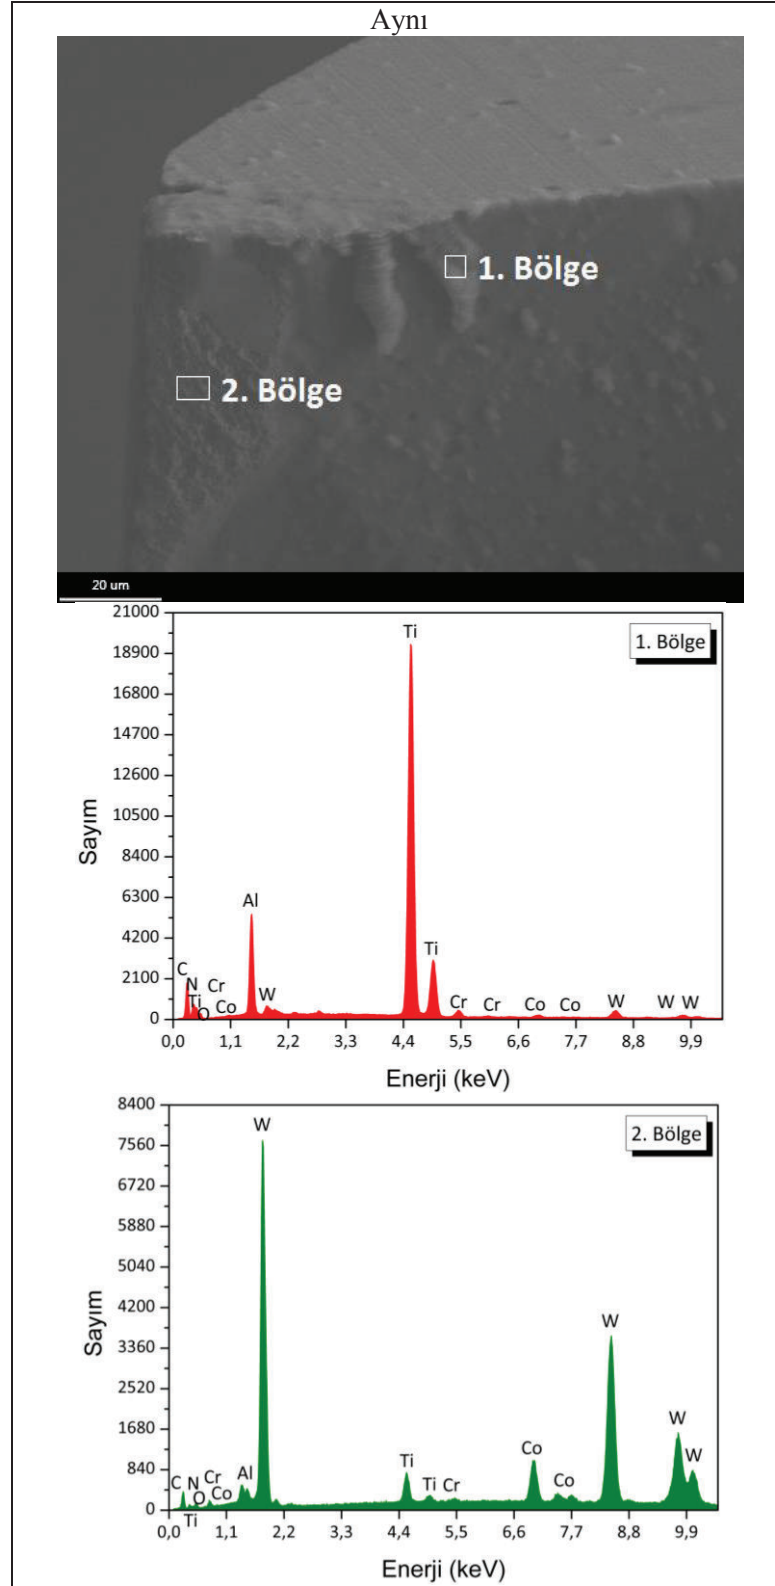 Aynı
1. Bölge
2. Bölge
20 um
21000
18900
16800
14700
12600
10500
8400
6300
4200
2100
0
Sayım
1. Bölge
Ti
Al
Ti
C
N
Ti
O
Cr
Co
W
Cr
Cr
Co
Co
W
W
W
0,0 1,1 2,2 3,3 4,4 5,5 6,6 7,7 8,8 9,9
Enerji (keV)
8400
7560
6720
5880
5040
4200
3360
2520
1680
840
0
Sayım
2. Bölge
W
W
W
W
C
N
Ti
O
Cr
Co
Al
Ti
Ti
Cr
Co
Co
0,0 1,1 2,2 3,3 4,4 5,5 6,6 7,7 8,8 9,9
Enerji (keV)